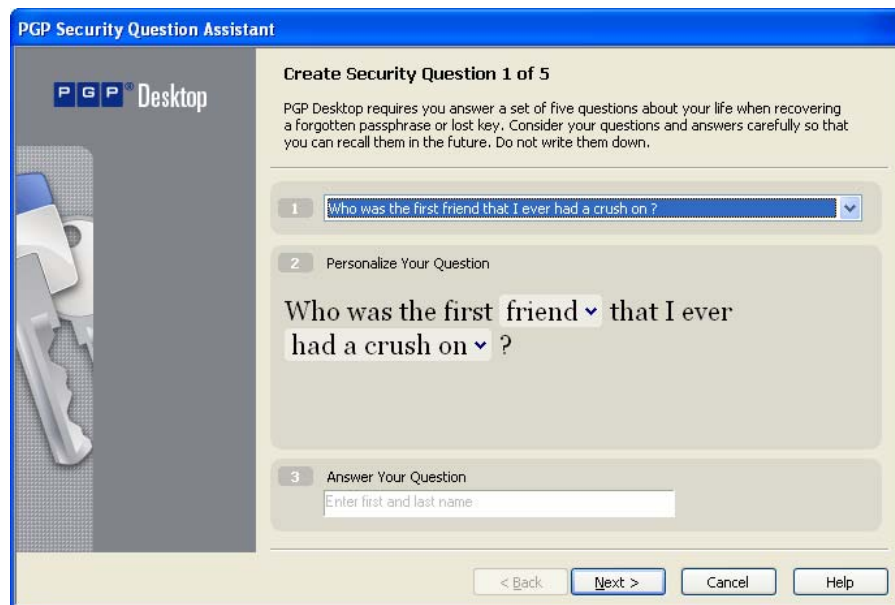 PGP Security Question Assistant
PGP® Desktop
Create Security Question 1 of 5
PGP Desktop requires you answer a set of five questions about your life when recovering
a forgotten passphrase or lost key. Consider your questions and answers carefully so that
you can recall them in the future. Do not write them down.
1 Who was the first friend that I ever had a crush on ?
2 Personalize Your Question
Who was the first friend that I ever
had a crush on ?
3 Answer Your Question
Enter first and last name
< Back Next > Cancel Help